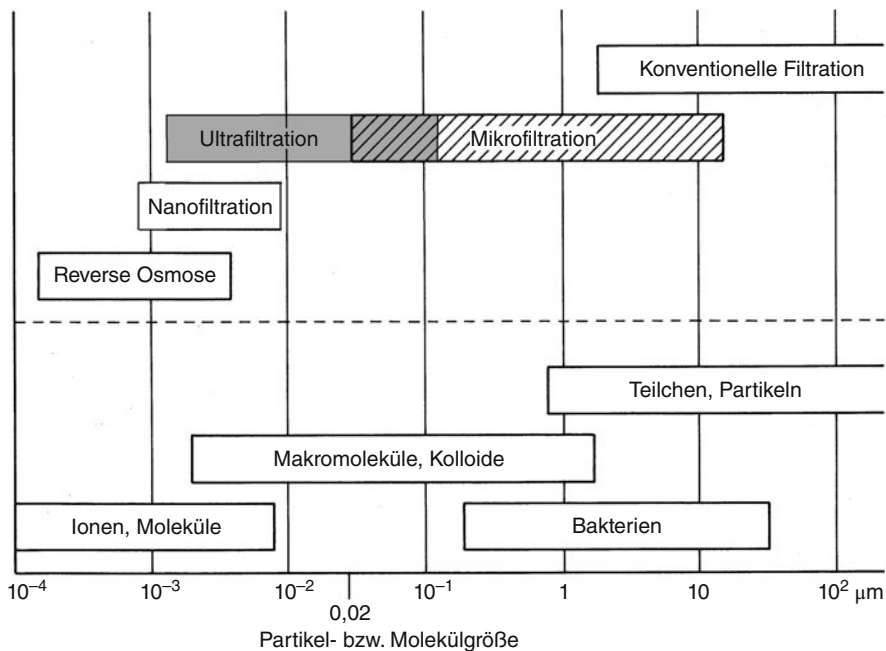 Konventionelle Filtration
Ultrafiltration
Mikrofiltration
Nanofiltration
Reverse Osmose
Teilchen, Partikeln
Makromoleküle, Kolloide
Ionen, Moleküle
Bakterien
10⁻⁴ 10⁻³ 10⁻² 10⁻¹ 1 10 10² µm
0,02
Partikel- bzw. Molekülgröße